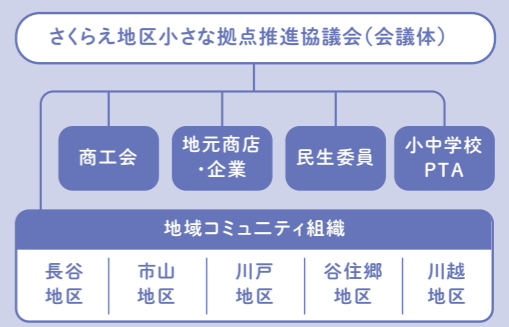 さくらえ地区小さな拠点推進協議会(会議体)
商工会
地元商店
・企業
民生委員
小中学校
PTA
地域コミュニティ組織
長谷
地区
市山
地区
川戸
地区
谷住郷
地区
川越
地区